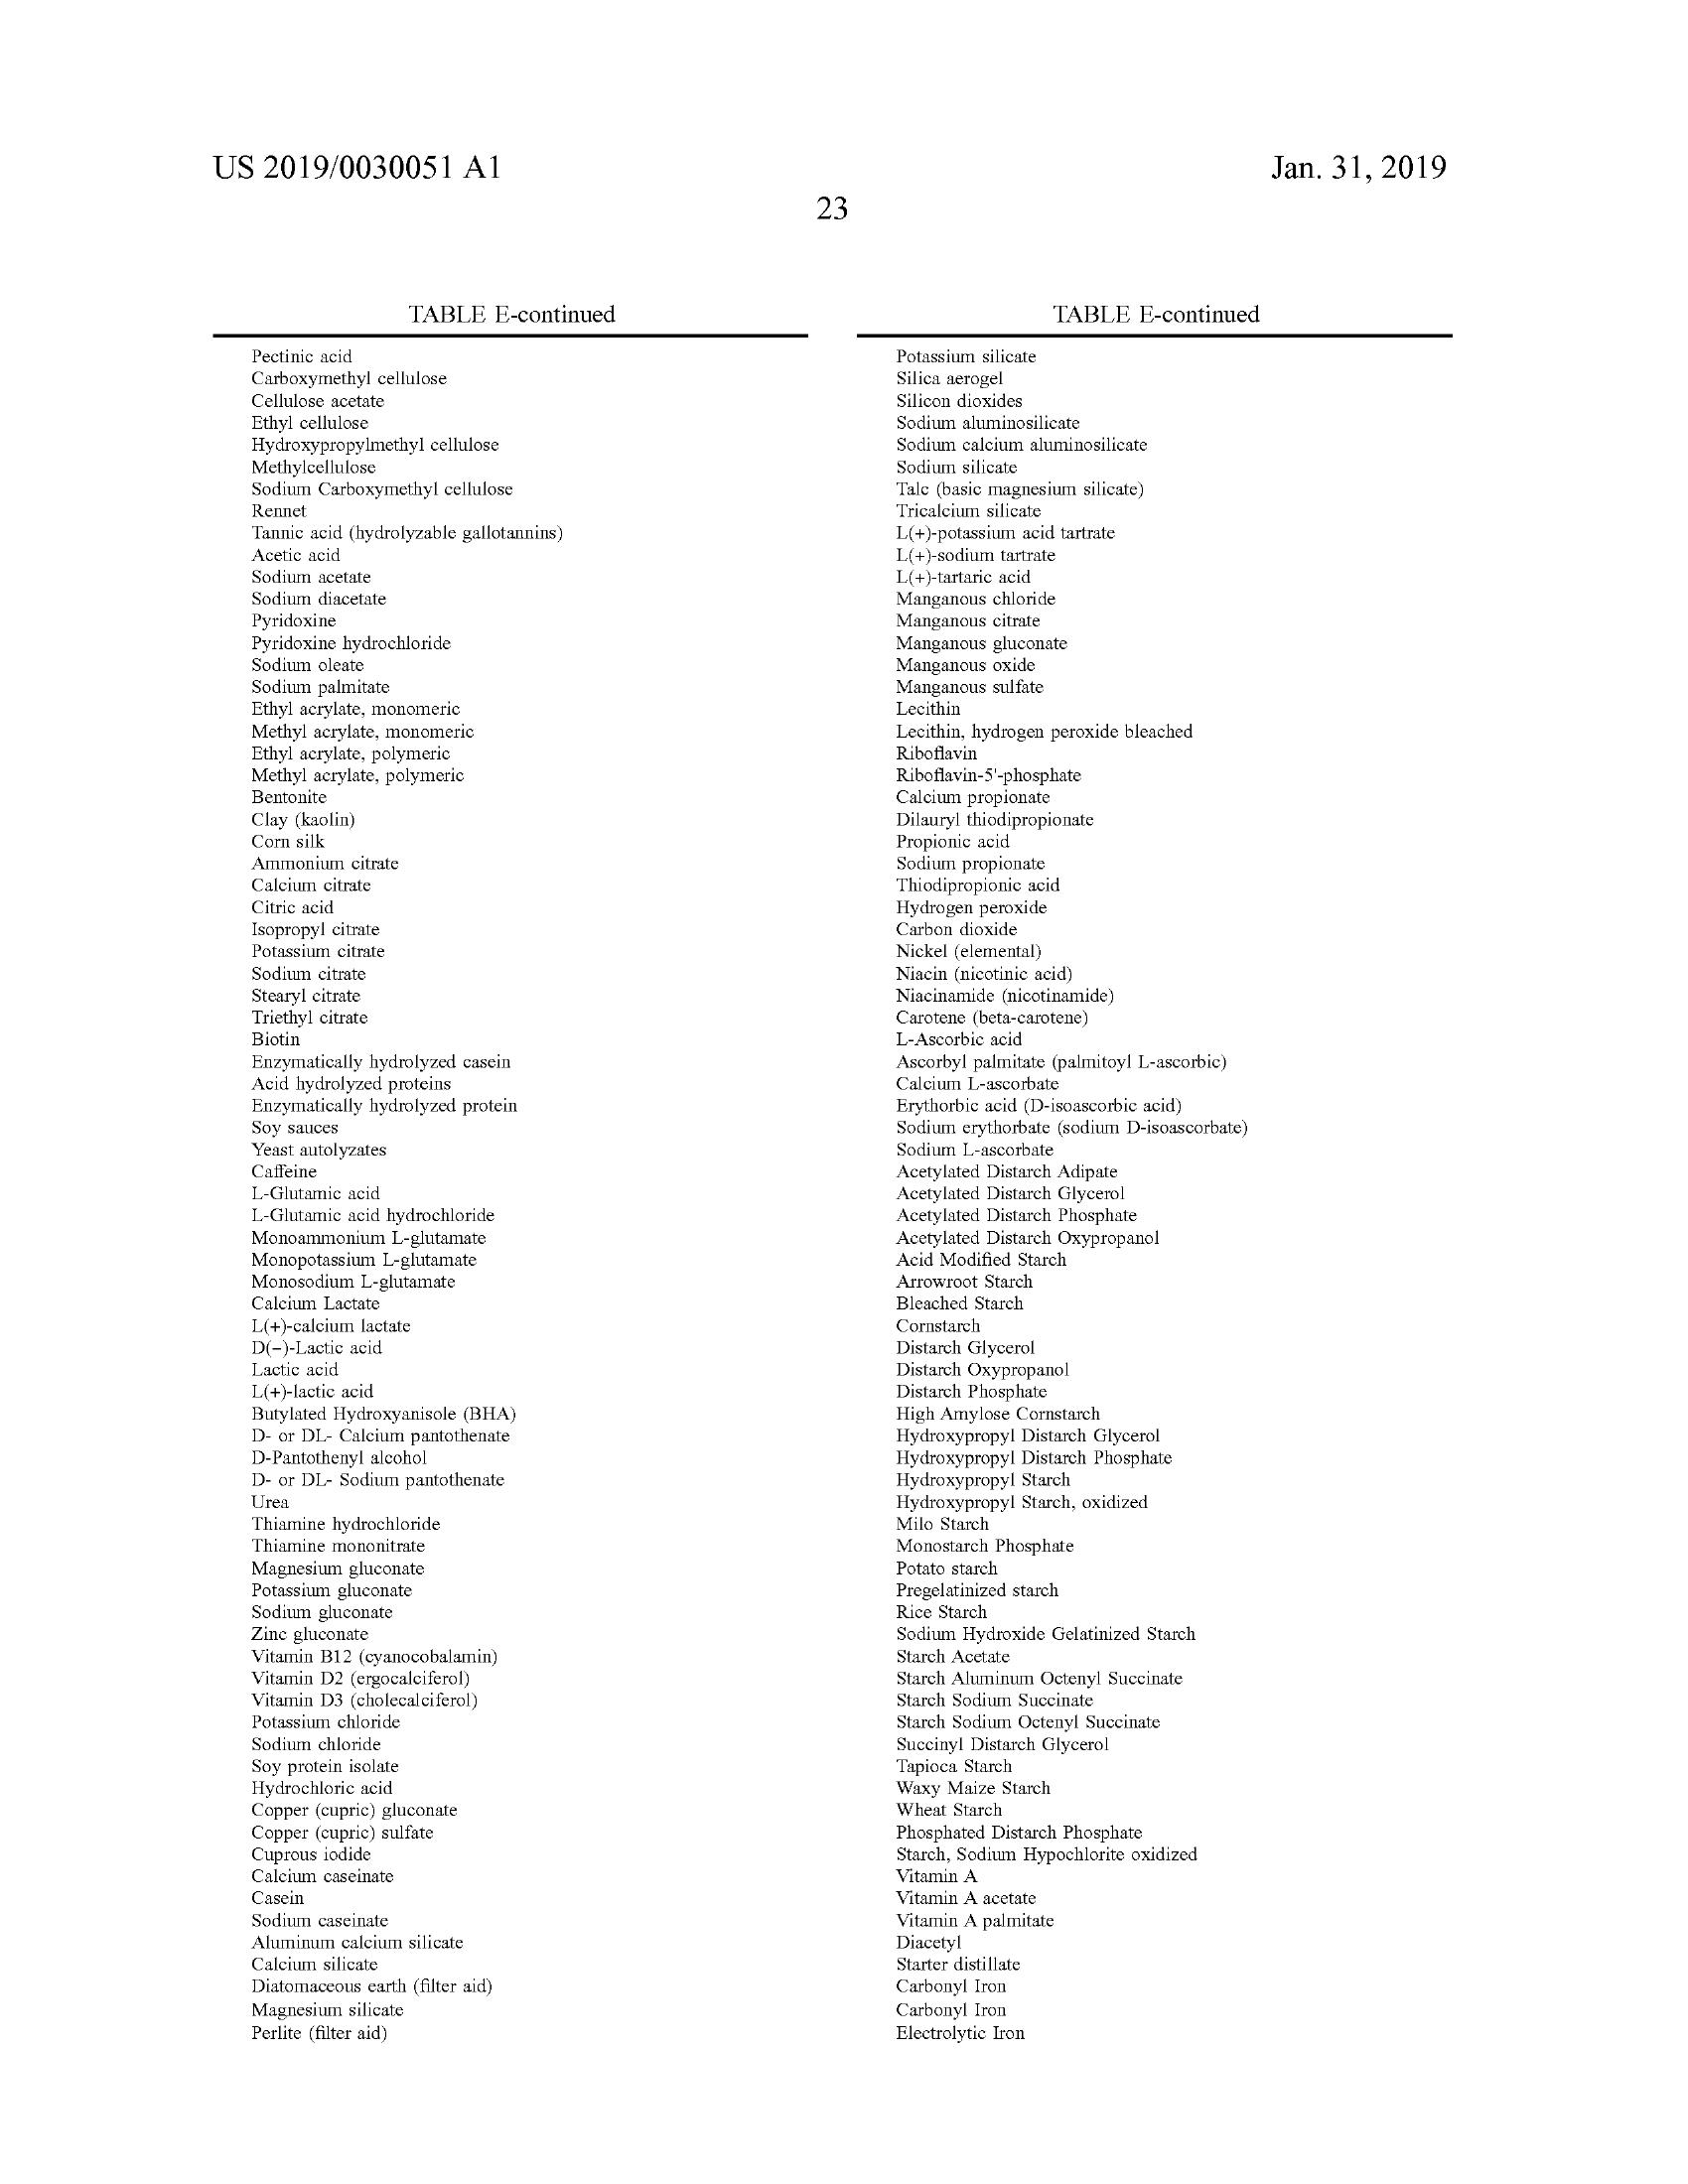 US 2019/0030051 A1
Jan. 31, 2019
23
TABLE E-continued
Pectinic acid
Carboxymethyl cellulose
Cellulose acetate
Ethyl cellulose
Hydroxypropylmethyl cellulose
Methylcellulose
Sodium Carboxymethyl cellulose
Rennet
Tannic acid (hydrolyzable gallotannins)
Acetic acid
Sodium acetate
Sodium diacetate
Pyridoxine
Pyridoxine hydrochloride
Sodium oleate
Sodium palmitate
Ethyl acrylate, monomeric
Methyl acrylate, monomeric
Ethyl acrylate, polymeric
Methyl acrylate, polymeric
Bentonite
Clay (kaolin)
Corn silk
Ammonium citrate
Calcium citrate
Citric acid
Isopropyl citrate
Potassium citrate
Sodium citrate
Stearyl citrate
Triethyl citrate
Biotin
Enzymatically hydrolyzed casein
Acid hydrolyzed proteins
Enzymatically hydrolyzed protein
Soy sauces
Yeast autolyzates
Caffeine
L-Glutamic acid
L-Glutamic acid hydrochloride
Monoammonium L-glutamate
Monopotassium L-glutamate
Monosodium L-glutamate
Calcium Lactate
L(+)-calcium lactate
D(−)-Lactic acid
Lactic acid
L(+)-lactic acid
Butylated Hydroxyanisole (BHA)
D- or DL- Calcium pantothenate
D-Pantothenyl alcohol
D- or DL- Sodium pantothenate
Urea
Thiamine hydrochloride
Thiamine mononitrate
Magnesium gluconate
Potassium gluconate
Sodium gluconate
Zinc gluconate
Vitamin B12 (cyanocobalamin)
Vitamin D2 (ergocalciferol)
Vitamin D3 (cholecalciferol)
Potassium chloride
Sodium chloride
Soy protein isolate
Hydrochloric acid
Copper (cupric) gluconate
Copper (cupric) sulfate
Cuprous iodide
Calcium caseinate
Casein
Sodium caseinate
Aluminum calcium silicate
Calcium silicate
Diatomaceous earth (filter aid)
Magnesium silicate
Perlite (filter aid)
TABLE E-continued
Potassium silicate
Silica aerogel
Silicon dioxides
Sodium aluminosilicate
Sodium calcium aluminosilicate
Sodium silicate
Talc (basic magnesium silicate)
Tricalcium silicate
L(+)-potassium acid tartrate
L(+)-sodium tartrate
L(+)-tartaric acid
Manganous chloride
Manganous citrate
Manganous gluconate
Manganous oxide
Manganous sulfate
Lecithin
Lecithin, hydrogen peroxide bleached
Riboflavin
Riboflavin-5'-phosphate
Calcium propionate
Dilauryl thiodipropionate
Propionic acid
Sodium propionate
Thiodipropionic acid
Hydrogen peroxide
Carbon dioxide
Nickel (elemental)
Niacin (nicotinic acid)
Niacinamide (nicotinamide)
Carotene (beta-carotene)
L-Ascorbic acid
Ascorbyl palmitate (palmitoyl L-ascorbic)
Calcium L-ascorbate
Erythorbic acid (D-isoascorbic acid)
Sodium erythorbate (sodium D-isoascorbate)
Sodium L-ascorbate
Acetylated Distarch Adipate
Acetylated Distarch Glycerol
Acetylated Distarch Phosphate
Acetylated Distarch Oxypropanol
Acid Modified Starch
Arrowroot Starch
Bleached Starch
Cornstarch
Distarch Glycerol
Distarch Oxypropanol
Distarch Phosphate
High Amylose Cornstarch
Hydroxypropyl Distarch Glycerol
Hydroxypropyl Distarch Phosphate
Hydroxypropyl Starch
Hydroxypropyl Starch, oxidized
Milo Starch
Monostarch Phosphate
Potato starch
Pregelatinized starch
Rice Starch
Sodium Hydroxide Gelatinized Starch
Starch Acetate
Starch Aluminum Octenyl Succinate
Starch Sodium Succinate
Starch Sodium Octenyl Succinate
Succinyl Distarch Glycerol
Tapioca Starch
Waxy Maize Starch
Wheat Starch
Phosphated Distarch Phosphate
Starch, Sodium Hypochlorite oxidized
Vitamin A
Vitamin A acetate
Vitamin A palmitate
Diacetyl
Starter distillate
Carbonyl Iron
Carbonyl Iron
Electrolytic Iron